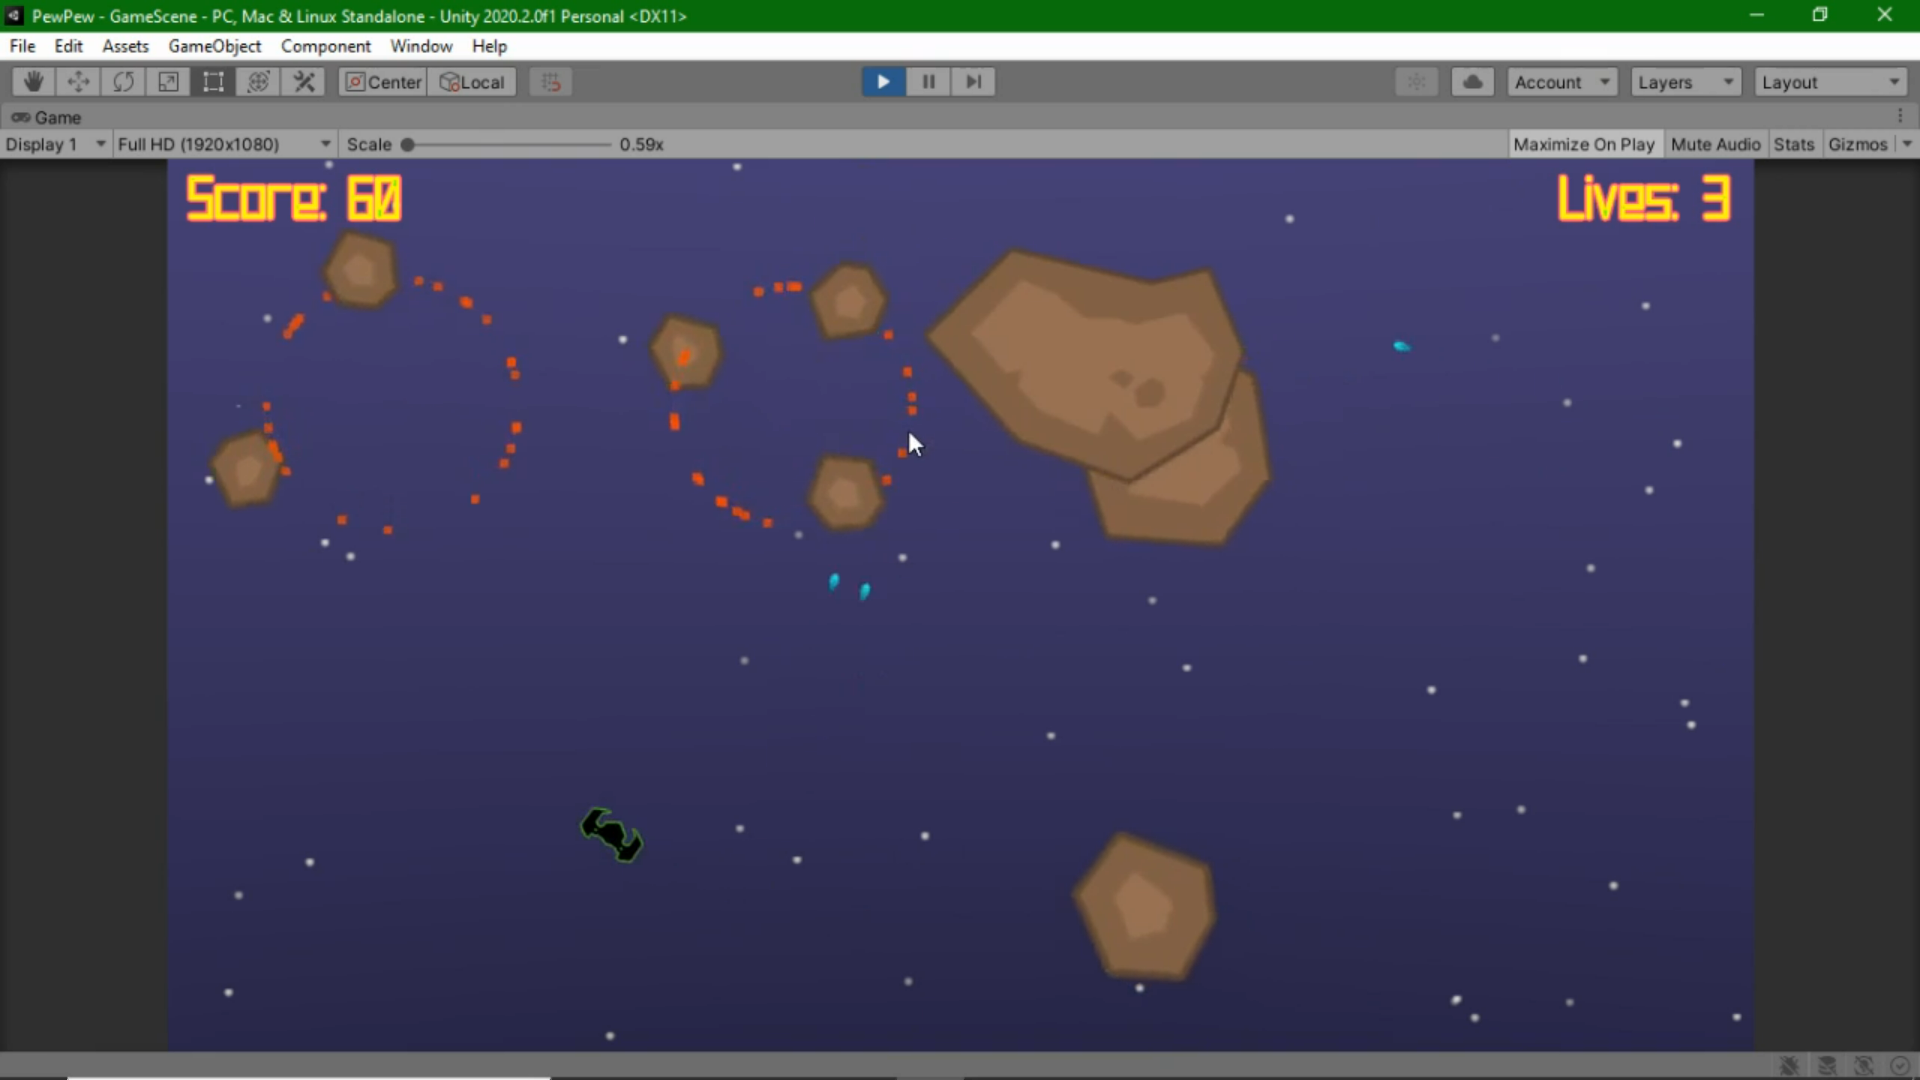 PewPew - GameScene - PC, Mac & Linux Standalone - Unity 2020.2.0f1 Personal <DX11>
File Edit Assets GameObject Component Window Help
Center Local Account Layers Layout
Game
Display 1 Full HD (1920x1080) Scale 0.59x Maximize On Play Mute Audio Stats Gizmos
Score: 60 Lives: 3